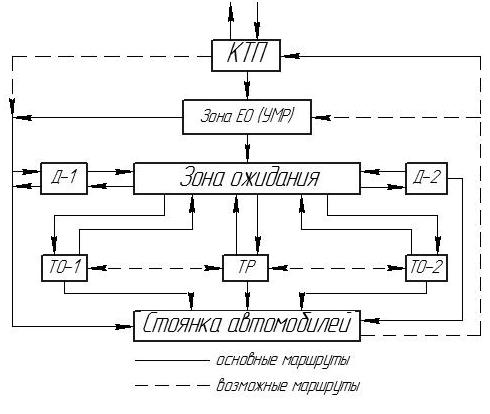 КТП
Зона ЕО (УМР)
Д-1
Зона ожидания
Д-2
ТО-1
ТР
ТО-2
Стоянка автомобилей
основные маршруты
возможные маршруты